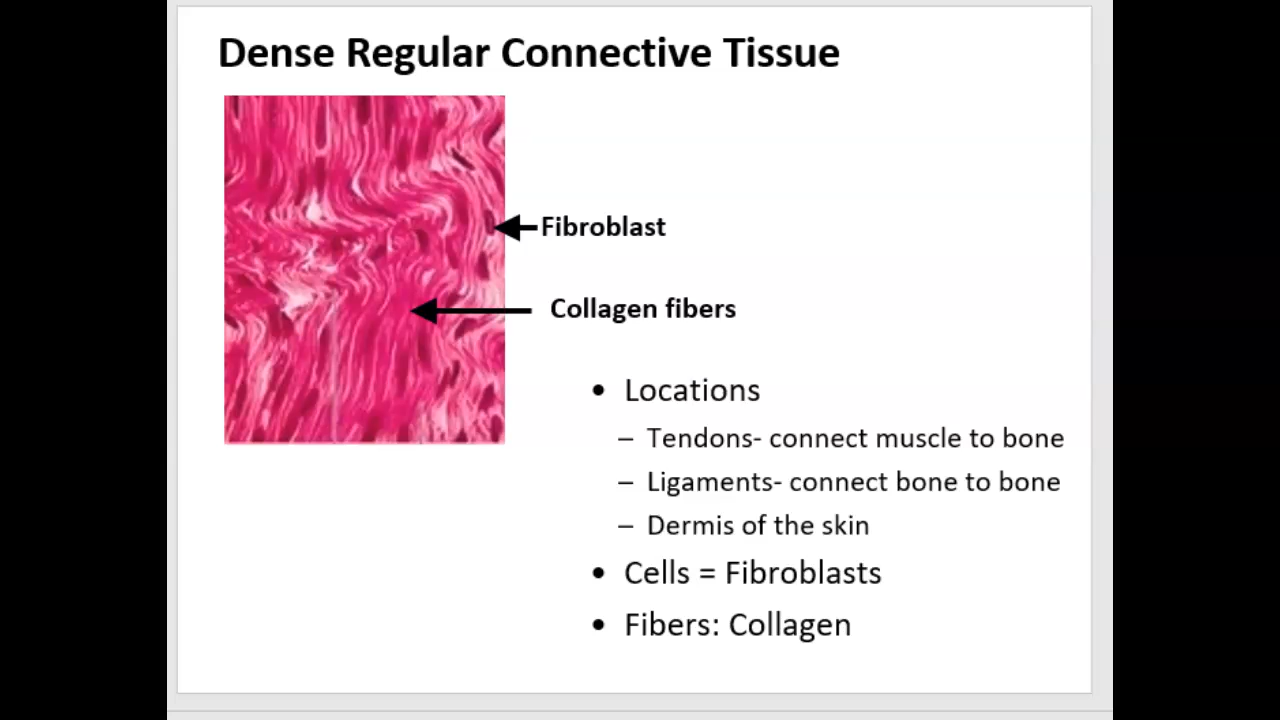 Dense Regular Connective Tissue
Fibroblast
Collagen fibers
• Locations
– Tendons- connect muscle to bone
– Ligaments- connect bone to bone
– Dermis of the skin
• Cells = Fibroblasts
• Fibers: Collagen